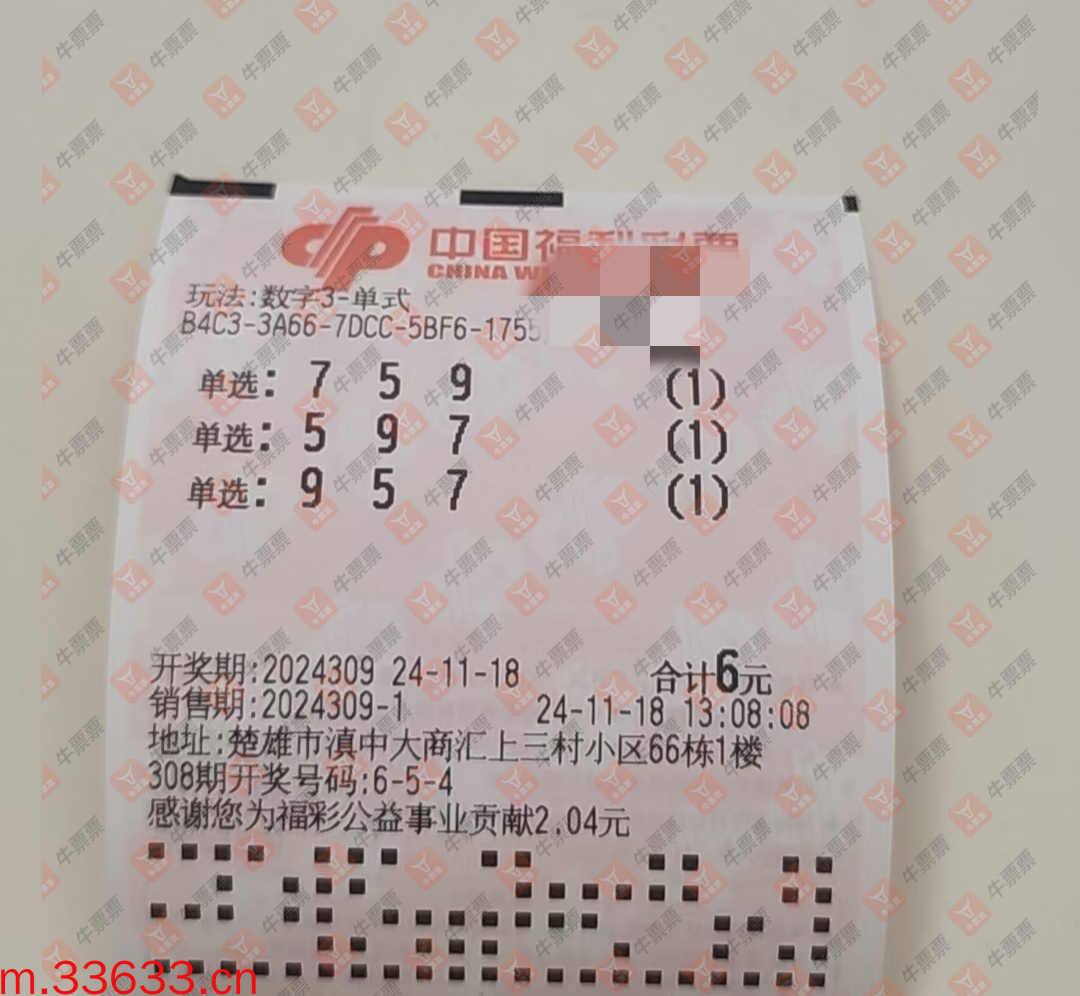 中国福利彩票
CHINA W
玩法:数字3-单式
B4C3-3A66-7DCC-5BF6-1755
单选: 7 5 9 (1)
单选: 5 9 7 (1)
单选: 9 5 7 (1)
开奖期:2024309 24-11-18 合计6元
销售期:2024309-1 24-11-18 13:08:08
地址:楚雄市滇中大商汇上三村小区66栋1楼
308期开奖号码:6-5-4
感谢您为福彩公益事业贡献2.04元
m.33633.cn
牛票票